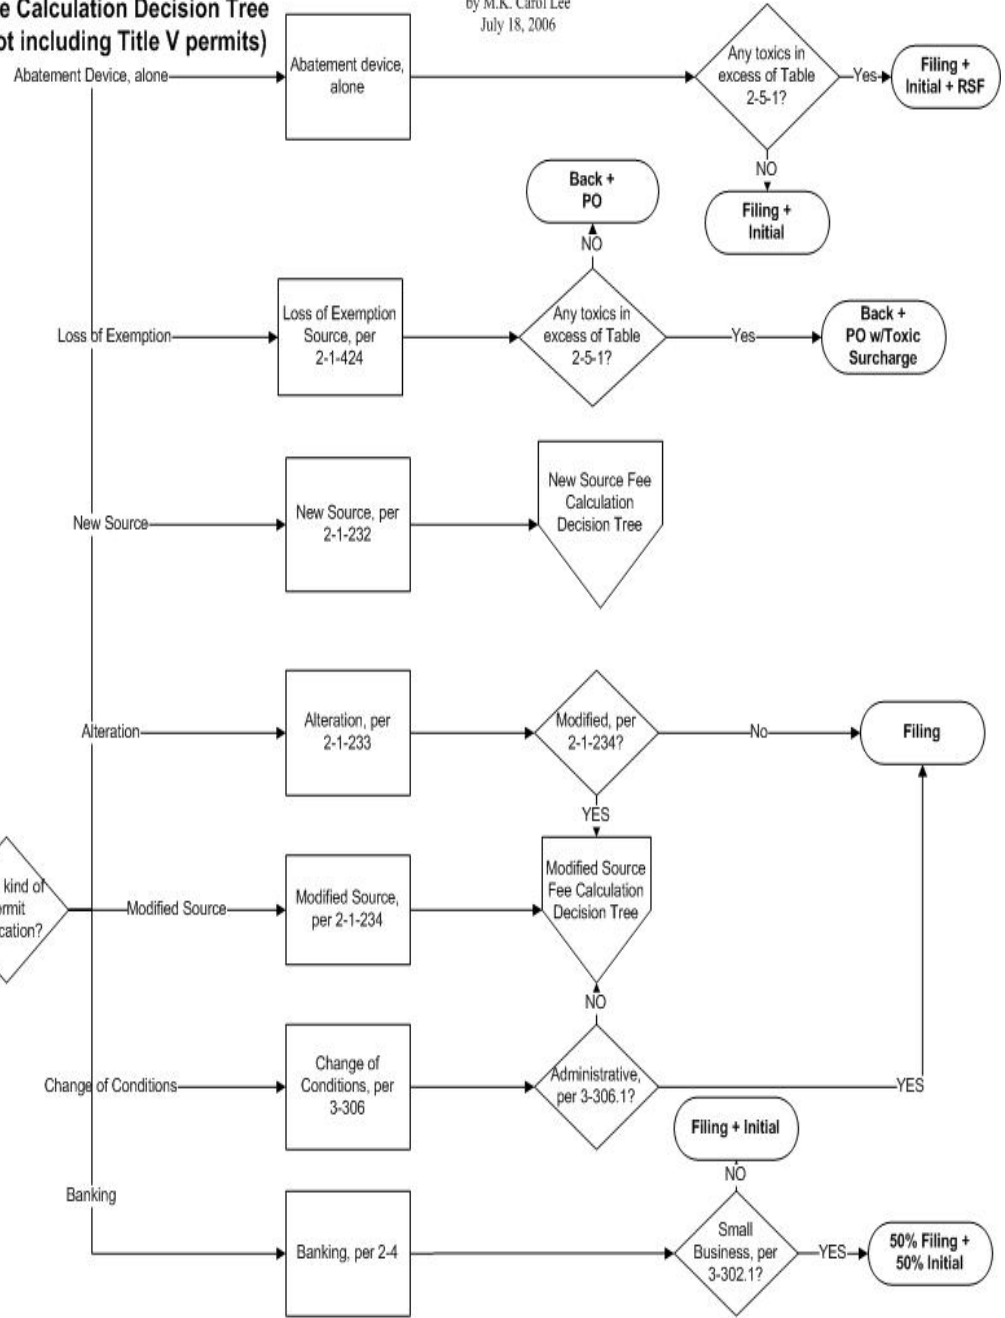 e Calculation Decision Tree
ot including Title V permits)
by M.K. Carol Lee
July 18, 2006
Abatement Device, alone
Abatement device,
alone
Any toxics in
excess of Table
2-5-1?
Yes
Filing +
Initial + RSF
NO
Filing +
Initial
Back +
PO
NO
Loss of Exemption
Loss of Exemption
Source, per
2-1-424
Any toxics in
excess of Table
2-5-1?
Yes
Back +
PO w/Toxic
Surcharge
New Source
New Source, per
2-1-232
New Source Fee
Calculation
Decision Tree
Alteration
Alteration, per
2-1-233
Modified, per
2-1-234?
No
Filing
YES
kind of
ermit
cation?
Modified Source
Modified Source,
per 2-1-234
Modified Source
Fee Calculation
Decision Tree
NO
Change of Conditions
Change of
Conditions, per
3-306
Administrative,
per 3-306.1?
YES
Filing + Initial
NO
Banking
Banking, per 2-4
Small
Business, per
3-302.1?
YES
50% Filing +
50% Initial